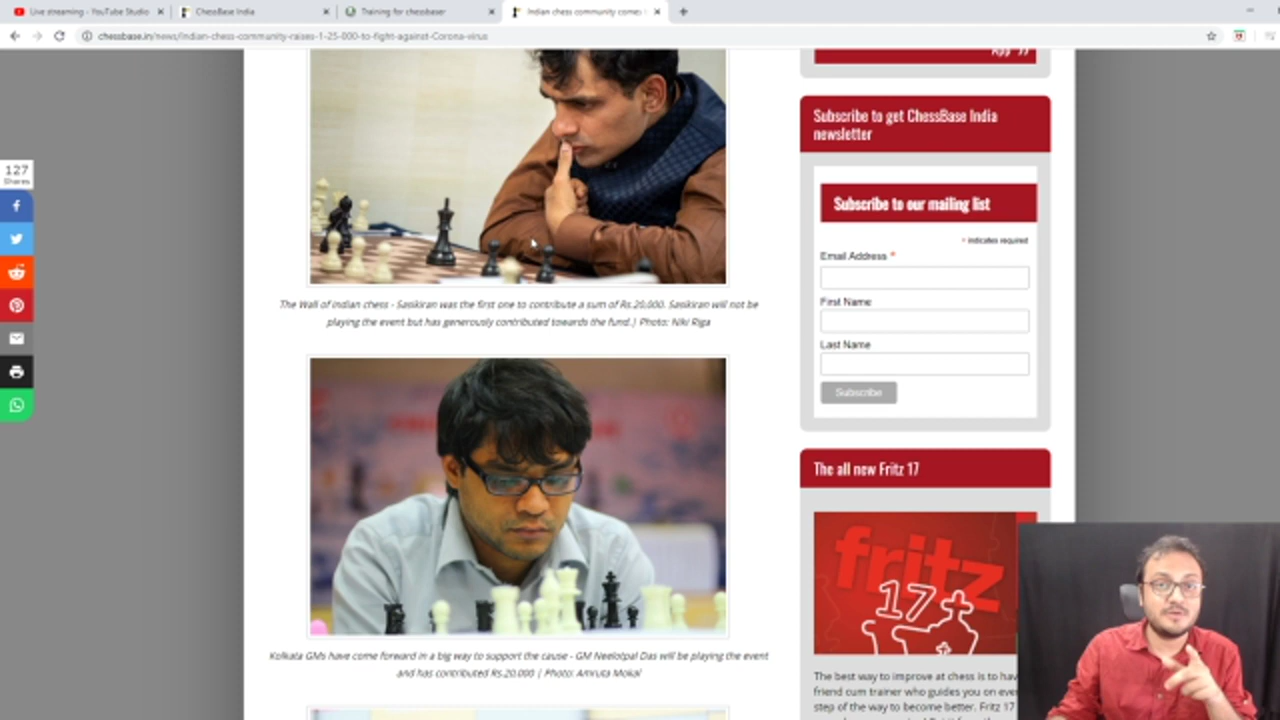 Live streaming - YouTube Studio
ChessBase India
Training for chessbaser
Indian chess community comes
chessbase.in/news/Indian-chess-community-raises-1-25-000-to-fight-against-Corona-virus
127
Shares
The Wall of Indian chess - Sasikiran was the first one to contribute a sum of Rs.20,000. Sasikiran will not be
playing the event but has generously contributed towards the fund.| Photo: Niki Riga
Kolkata GMs have come forward in a big way to support the cause - GM Neelotpal Das will be playing the event
and has contributed Rs.20.000 | Photo: Amruta Mokal
Subscribe to get ChessBase India
newsletter
Subscribe to our mailing list
* indicates required
Email Address *
First Name
Last Name
Subscribe
The all new Fritz 17
fritz
17+
The best way to improve at chess is to hav
friend cum trainer who guides you on ever
step of the way to become better. Fritz 17